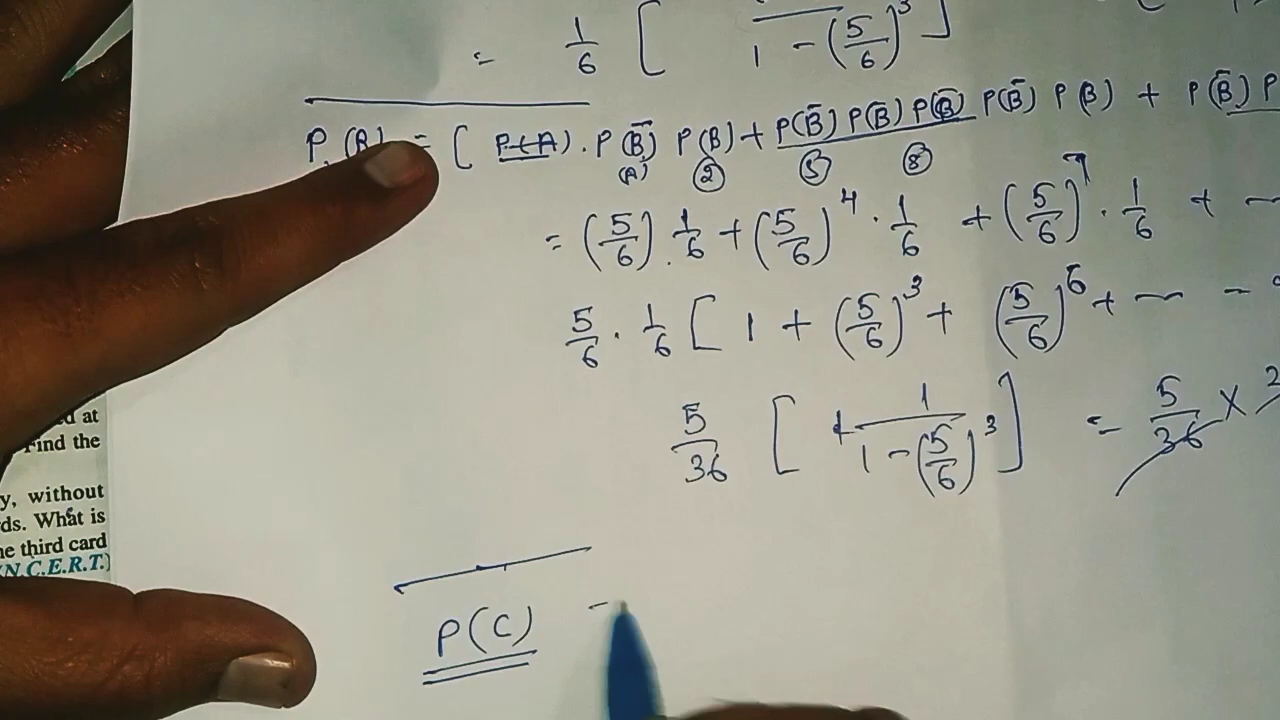 = 1/6 [ 1 - (5/6)³ ]
P(B) = [ P(A) . P(B̄) P(B) + P(B̄) P(B̄) P(B̄) P(B̄) P(B) + P(B̄) P
(A) ② ⑤ ⑧
= (5/6) . 1/6 + (5/6)⁴ . 1/6 + (5/6)⁷ . 1/6 + —
5/6 . 1/6 [ 1 + (5/6)³ + (5/6)⁶ + — -
5/36 [ 1/(1 - (5/6)³ ] = 5/36 × 2
P(C) =
d at
Find the
y, without
ds. What is
he third card
(N.C.E.R.T.)